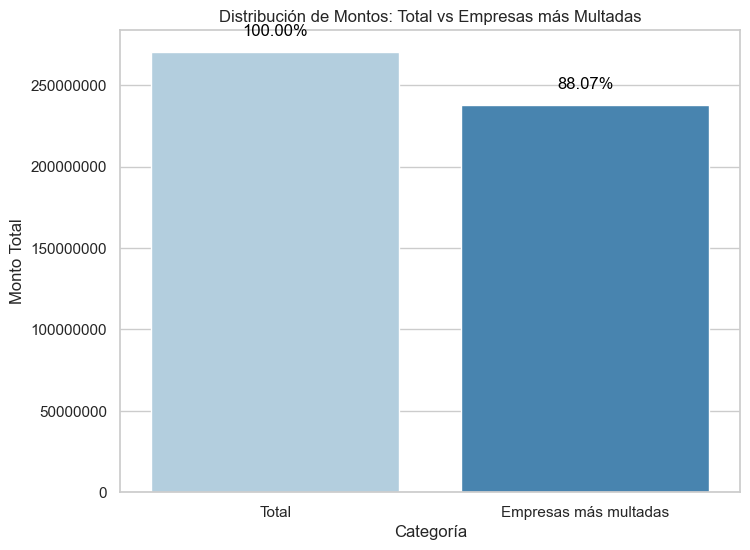 Distribución de Montos: Total vs Empresas más Multadas
100.00%
88.07%
250000000
200000000
150000000
100000000
50000000
0
Monto Total
Total
Empresas más multadas
Categoría